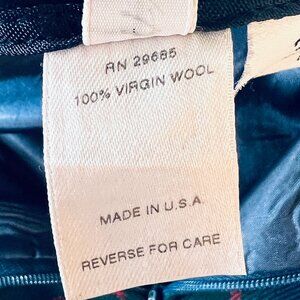 RN 29685
100% VIRGIN WOOL
MADE IN U.S.A.
REVERSE FOR CARE